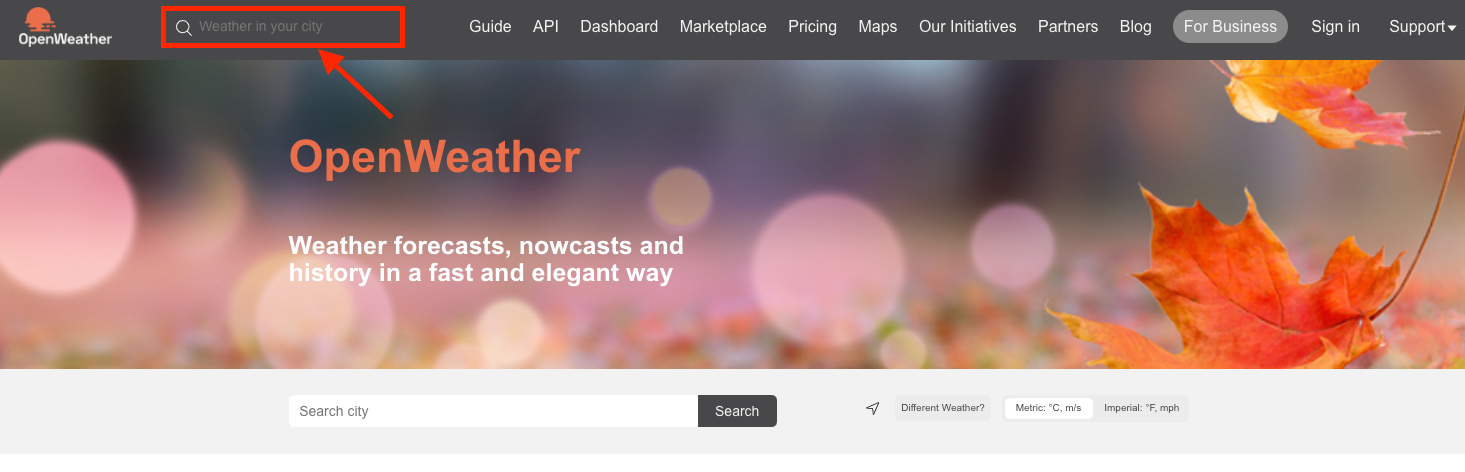 OpenWeather
Weather in your city
Guide API Dashboard Marketplace Pricing Maps Our Initiatives Partners Blog For Business Sign in Support
OpenWeather
Weather forecasts, nowcasts and
history in a fast and elegant way
Search city
Search
Different Weather?
Metric: °C, m/s
Imperial: °F, mph